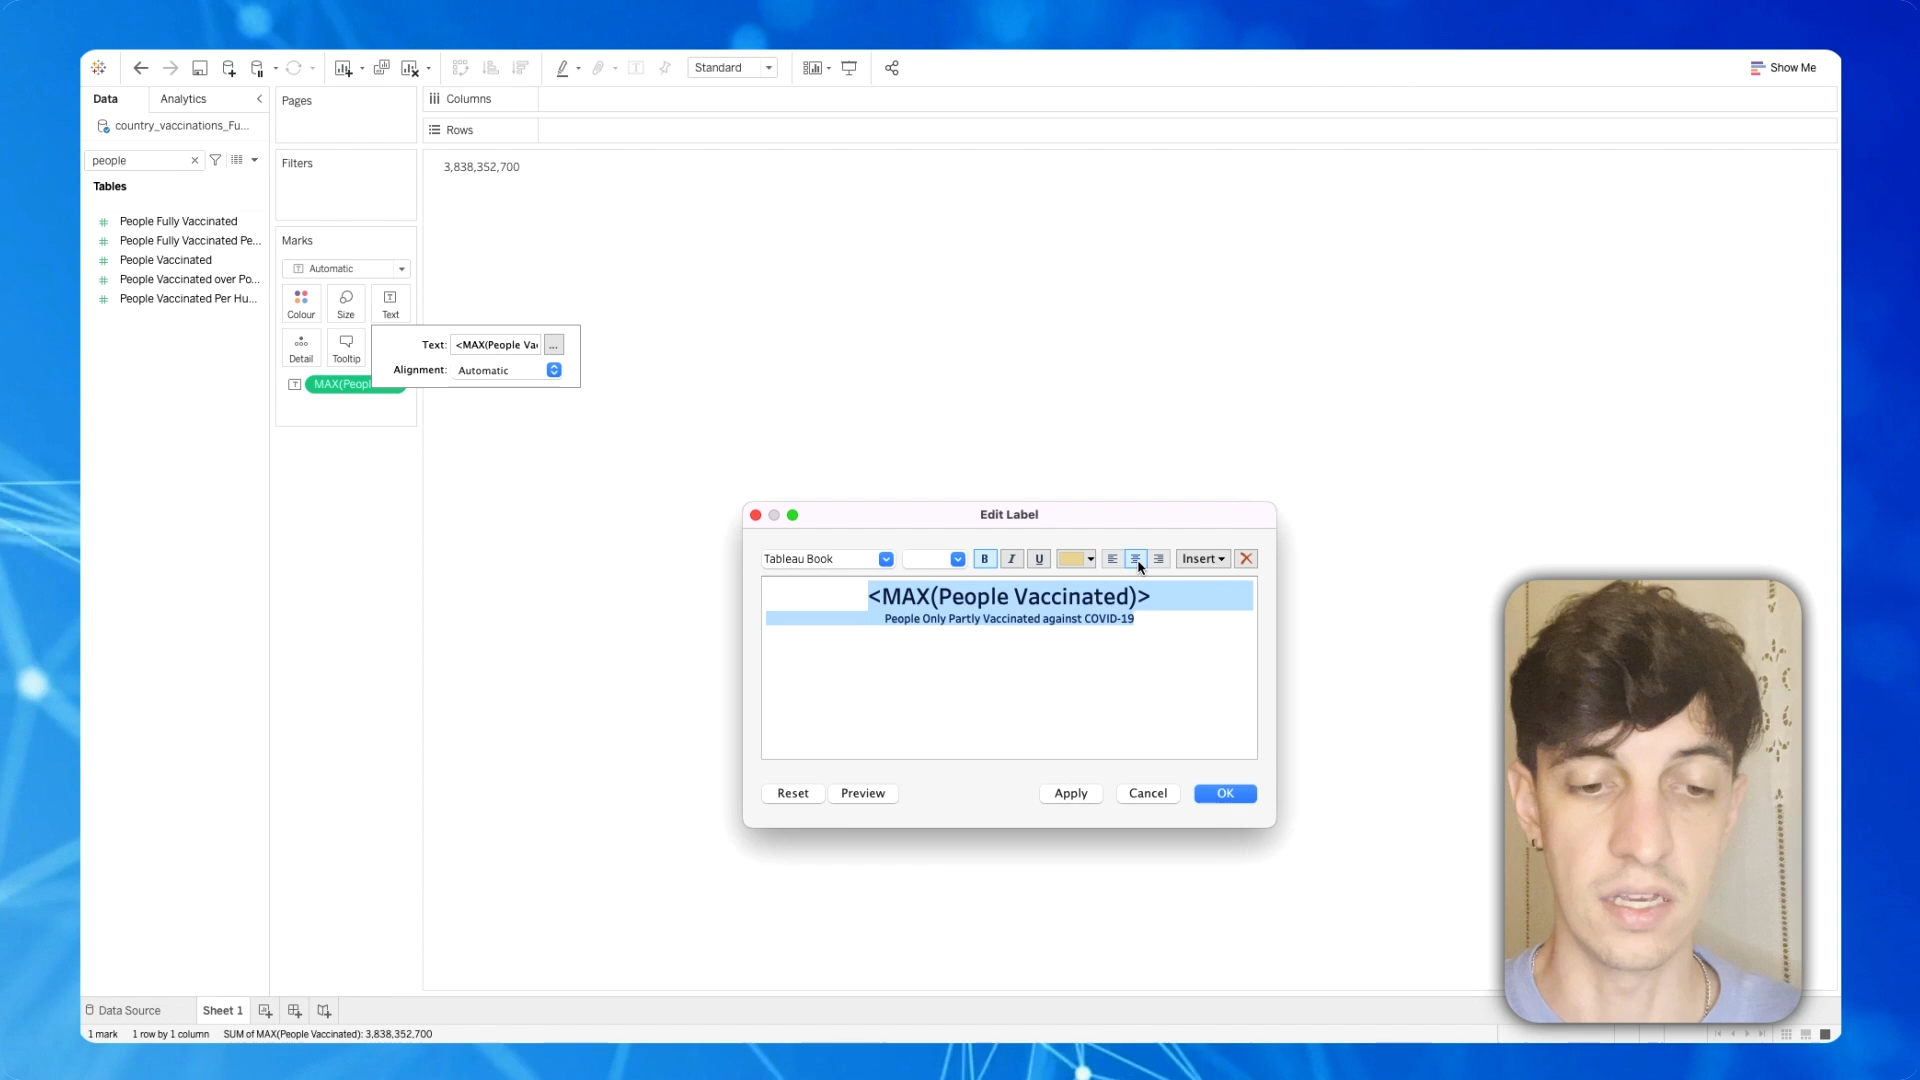 Standard
Show Me
Data
Analytics
Pages
Columns
country_vaccinations_Fu...
Rows
people
Filters
3,838,352,700
Tables
People Fully Vaccinated
People Fully Vaccinated Pe...
People Vaccinated
People Vaccinated over Po...
People Vaccinated Per Hu...
Marks
Automatic
Colour
Size
Text
Detail
Tooltip
Text:
<MAX(People Va
...
Alignment:
Automatic
MAX(Peopl
Edit Label
Tableau Book
B
I
U
Insert
<MAX(People Vaccinated)>
People Only Partly Vaccinated against COVID-19
Reset
Preview
Apply
Cancel
OK
Data Source
Sheet 1
1 mark
1 row by 1 column
SUM of MAX(People Vaccinated): 3,838,352,700